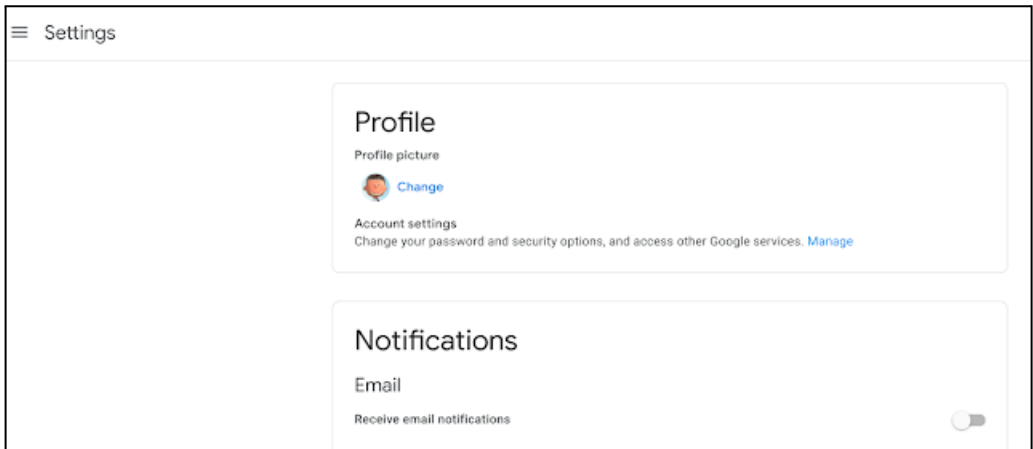 Settings
Profile
Profile picture
Change
Account settings
Change your password and security options, and access other Google services. Manage
Notifications
Email
Receive email notifications